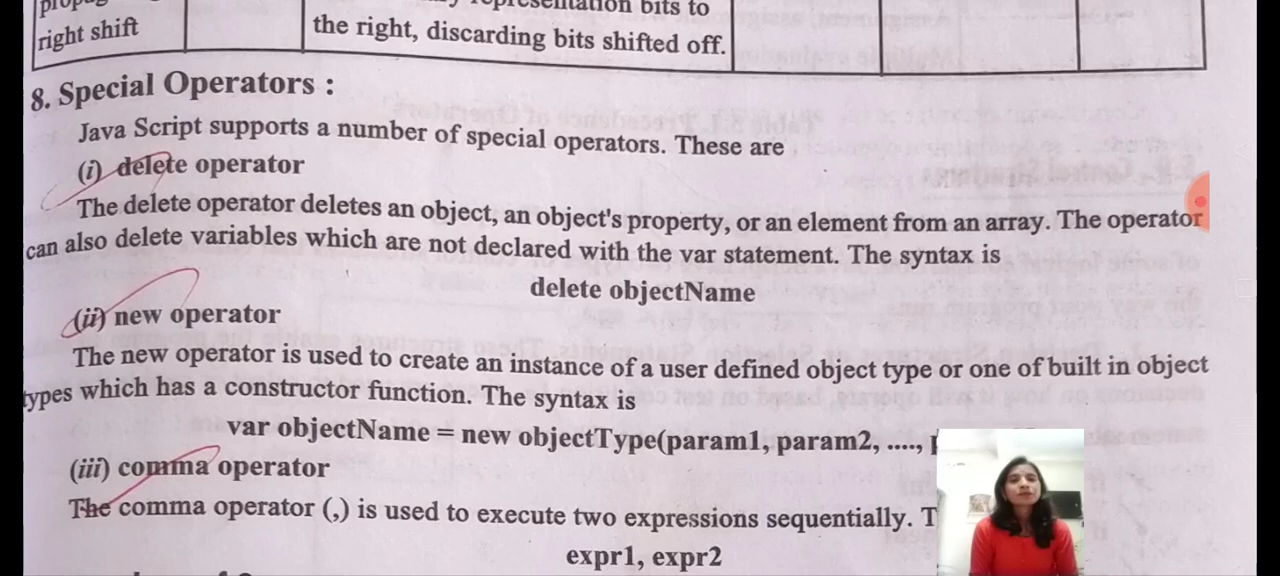 right shift
the right, discarding bits shifted off.
8. Special Operators :
Java Script supports a number of special operators. These are
(i) delete operator
The delete operator deletes an object, an object's property, or an element from an array. The operator
can also delete variables which are not declared with the var statement. The syntax is
delete objectName
(ii) new operator
The new operator is used to create an instance of a user defined object type or one of built in object
types which has a constructor function. The syntax is
var objectName = new objectType(param1, param2, ....,
(iii) comma operator
The comma operator (,) is used to execute two expressions sequentially.
expr1, expr2